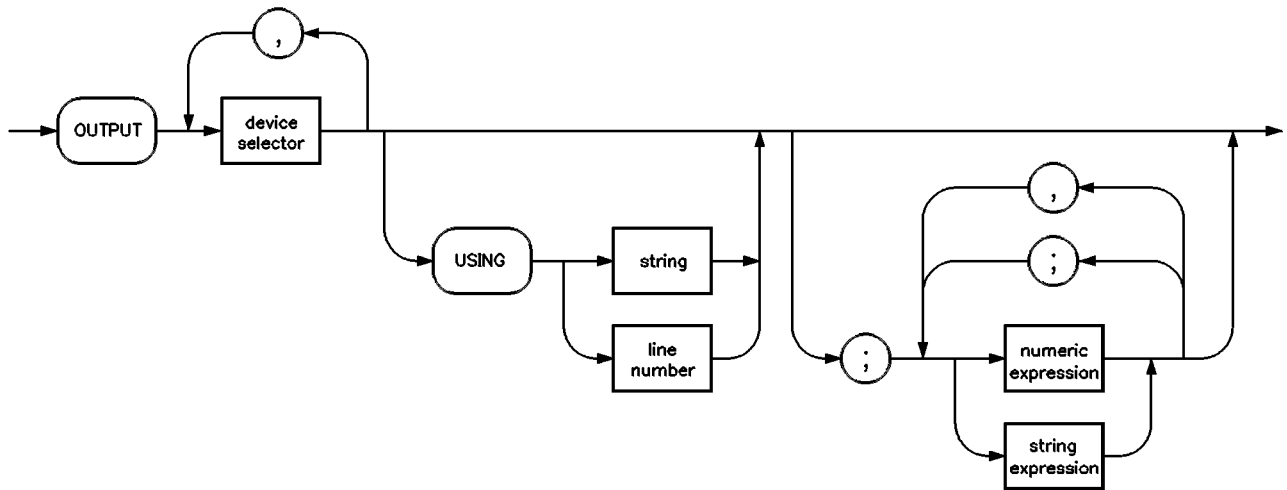 ,
OUTPUT
device
selector
,
USING
string
;
line
number
;
numeric
expression
string
expression